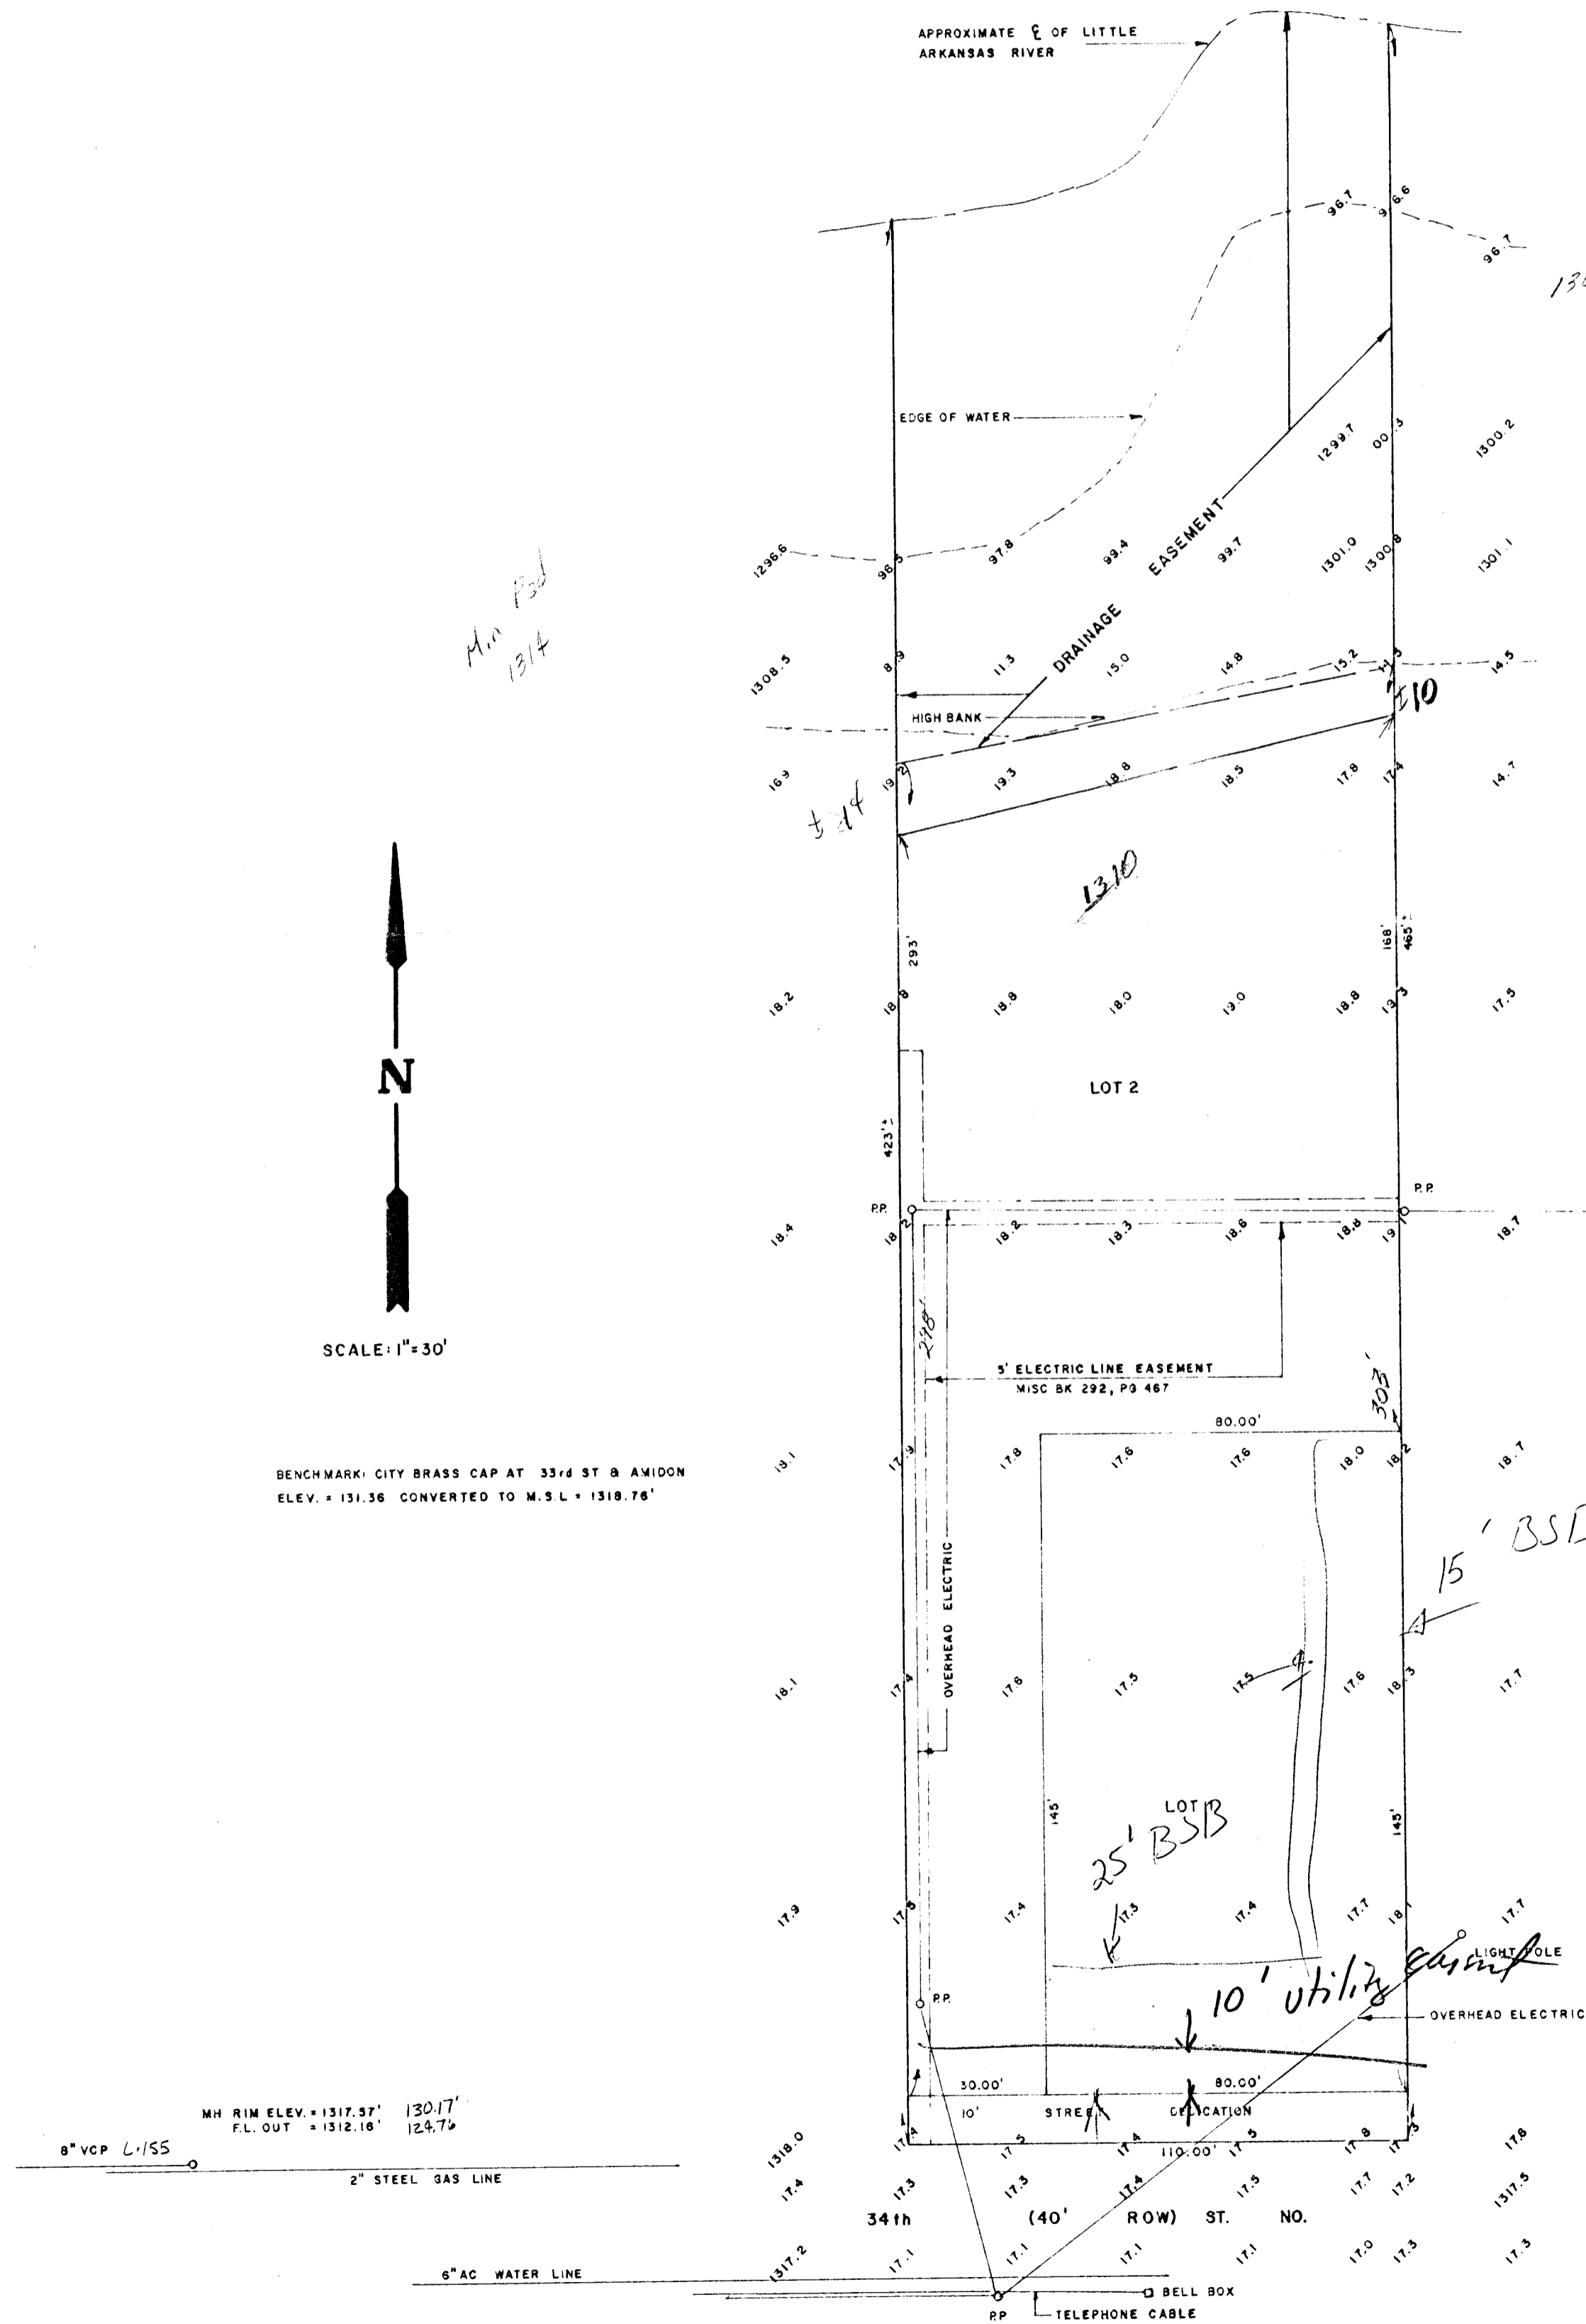 APPROXIMATE ℄ OF LITTLE
ARKANSAS RIVER
96.7 96.6
96.7
EDGE OF WATER
1299.7 00.3 1300.2
1296.6 98.5 97.8 99.4 99.7 1301.0 1300.8 1301.1
DRAINAGE EASEMENT
Min Pad
1314
1308.5 8.9 11.3 15.0 14.8 15.2 14.5
HIGH BANK
±10
16.9 19.2 19.3 18.8 18.5 17.8 17.4 14.7
1310
293'
168'
465'±
18.2 18.8 18.8 18.0 19.0 18.8 19.3 17.5
N
LOT 2
423'±
P.P. P.P.
18.4 18.2 18.2 18.3 18.6 18.8 19.1 18.7
SCALE: 1"=30'
298'
5' ELECTRIC LINE EASEMENT
MISC BK 292, PG 467
303'
80.00'
18.1 17.9 17.8 17.6 17.6 18.0 18.2 18.7
BENCHMARK: CITY BRASS CAP AT 33rd ST & AMIDON
ELEV. = 131.36 CONVERTED TO M.S.L = 1318.76'
15' BSB
OVERHEAD ELECTRIC
18.1 17.4 17.6 17.5 17.5 17.6 18.3 17.7
145' 145'
LOT 1
25' BSB
17.9 17.5 17.4 17.3 17.4 17.7 18.1 17.7
LIGHT POLE
P.P.
10' utility easmt
OVERHEAD ELECTRIC
30.00' 80.00'
10' STREET DEDICATION
MH RIM ELEV. = 1317.57' 130.17'
F.L. OUT = 1312.16' 124.76
1318.0 17.4 17.5 17.4 17.5 17.8 17.3 17.6
110.00'
8" VCP L-155
2" STEEL GAS LINE
17.4 17.3 17.3 17.4 17.5 17.7 17.2 1317.5
34th (40' ROW) ST. NO.
1317.2 17.1 17.1 17.1 17.1 17.0 17.3 17.3
6" AC WATER LINE
BELL BOX
P.P. TELEPHONE CABLE